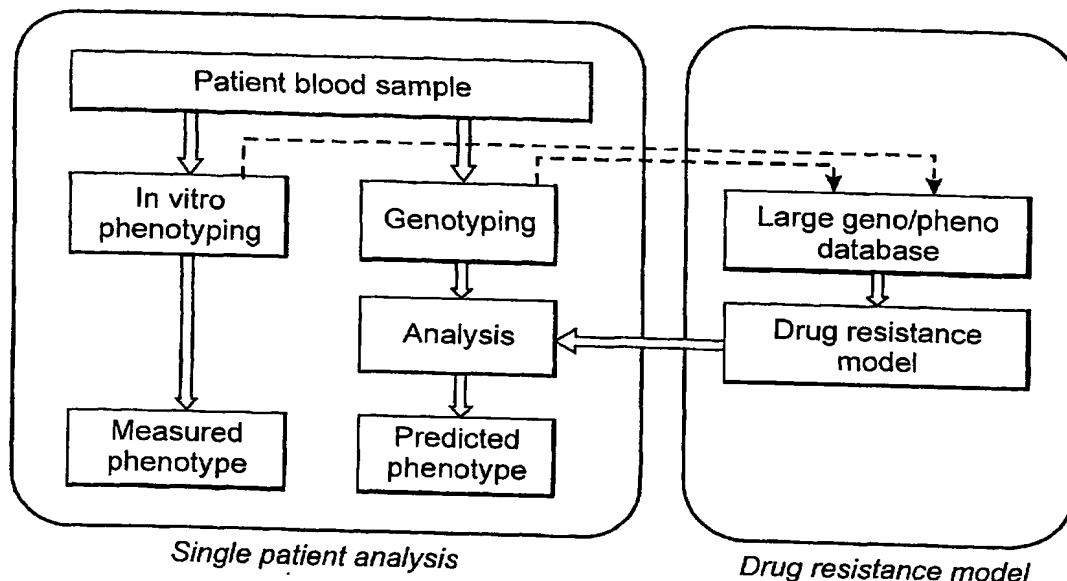 Patient blood sample
In vitro
phenotyping
Genotyping
Analysis
Measured
phenotype
Predicted
phenotype
Single patient analysis
Large geno/pheno
database
Drug resistance
model
Drug resistance model